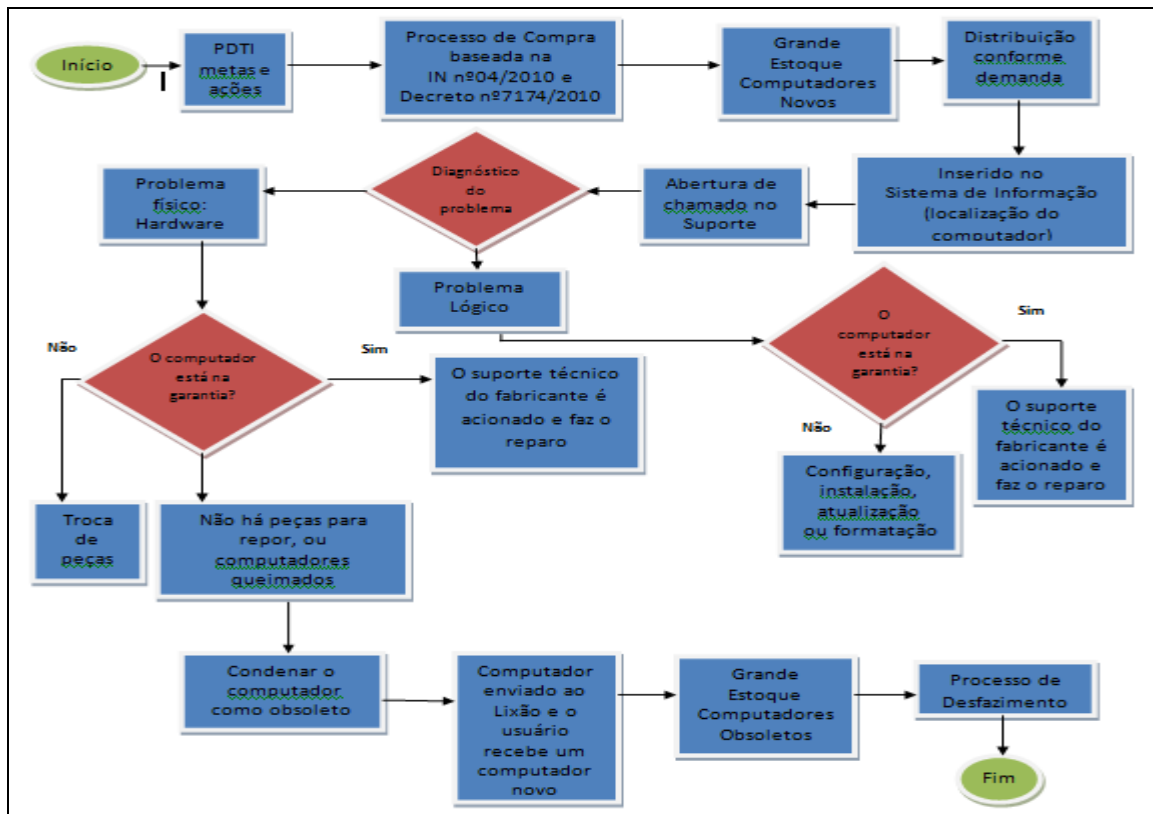 Início
PDTI
metas e
ações
Processo de Compra
baseada na
IN nº04/2010 e
Decreto nº7174/2010
Grande
Estoque
Computadores
Novos
Distribuição
conforme
demanda
Inserido no
Sistema de Informação
(localização do
computador)
Abertura de
chamado no
Suporte
Diagnóstico
do
problema
Problema
físico:
Hardware
Problema
Lógico
O
computador
está na
garantia?
Sim
Não
O suporte
técnico do
fabricante é
acionado e
faz o reparo
Configuração,
instalação,
atualização
ou formatação
O computador
está na
garantia?
Não
Sim
O suporte técnico
do fabricante é
acionado e faz o
reparo
Troca
de
peças
Não há peças para
repor, ou
computadores
queimados
Condenar o
computador
como obsoleto
Computador
enviado ao
Lixão e o
usuário
recebe um
computador
novo
Grande
Estoque
Computadores
Obsoletos
Processo de
Desfazimento
Fim